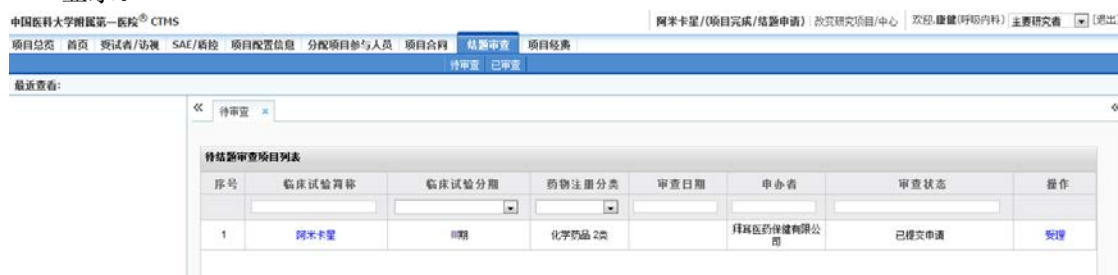 中国医科大学附属第一医院® CTMS
阿米卡星/(项目完成/结题申请) 改变研究项目/中心 欢迎,康健(呼吸内科) 主要研究者 [退出]
项目总览 首页 受试者/访视 SAE/质控 项目配置信息 分配项目参与人员 项目合同 结题审查 项目经费
待审查 已审查
最近查看:
« 待审查 ×
待结题审查项目列表
序号 临床试验简称 临床试验分期 药物注册分类 审查日期 申办者 审查状态 操作
1 阿米卡星 III期 化学药品 2类 拜耳医药保健有限公司 已提交申请 受理